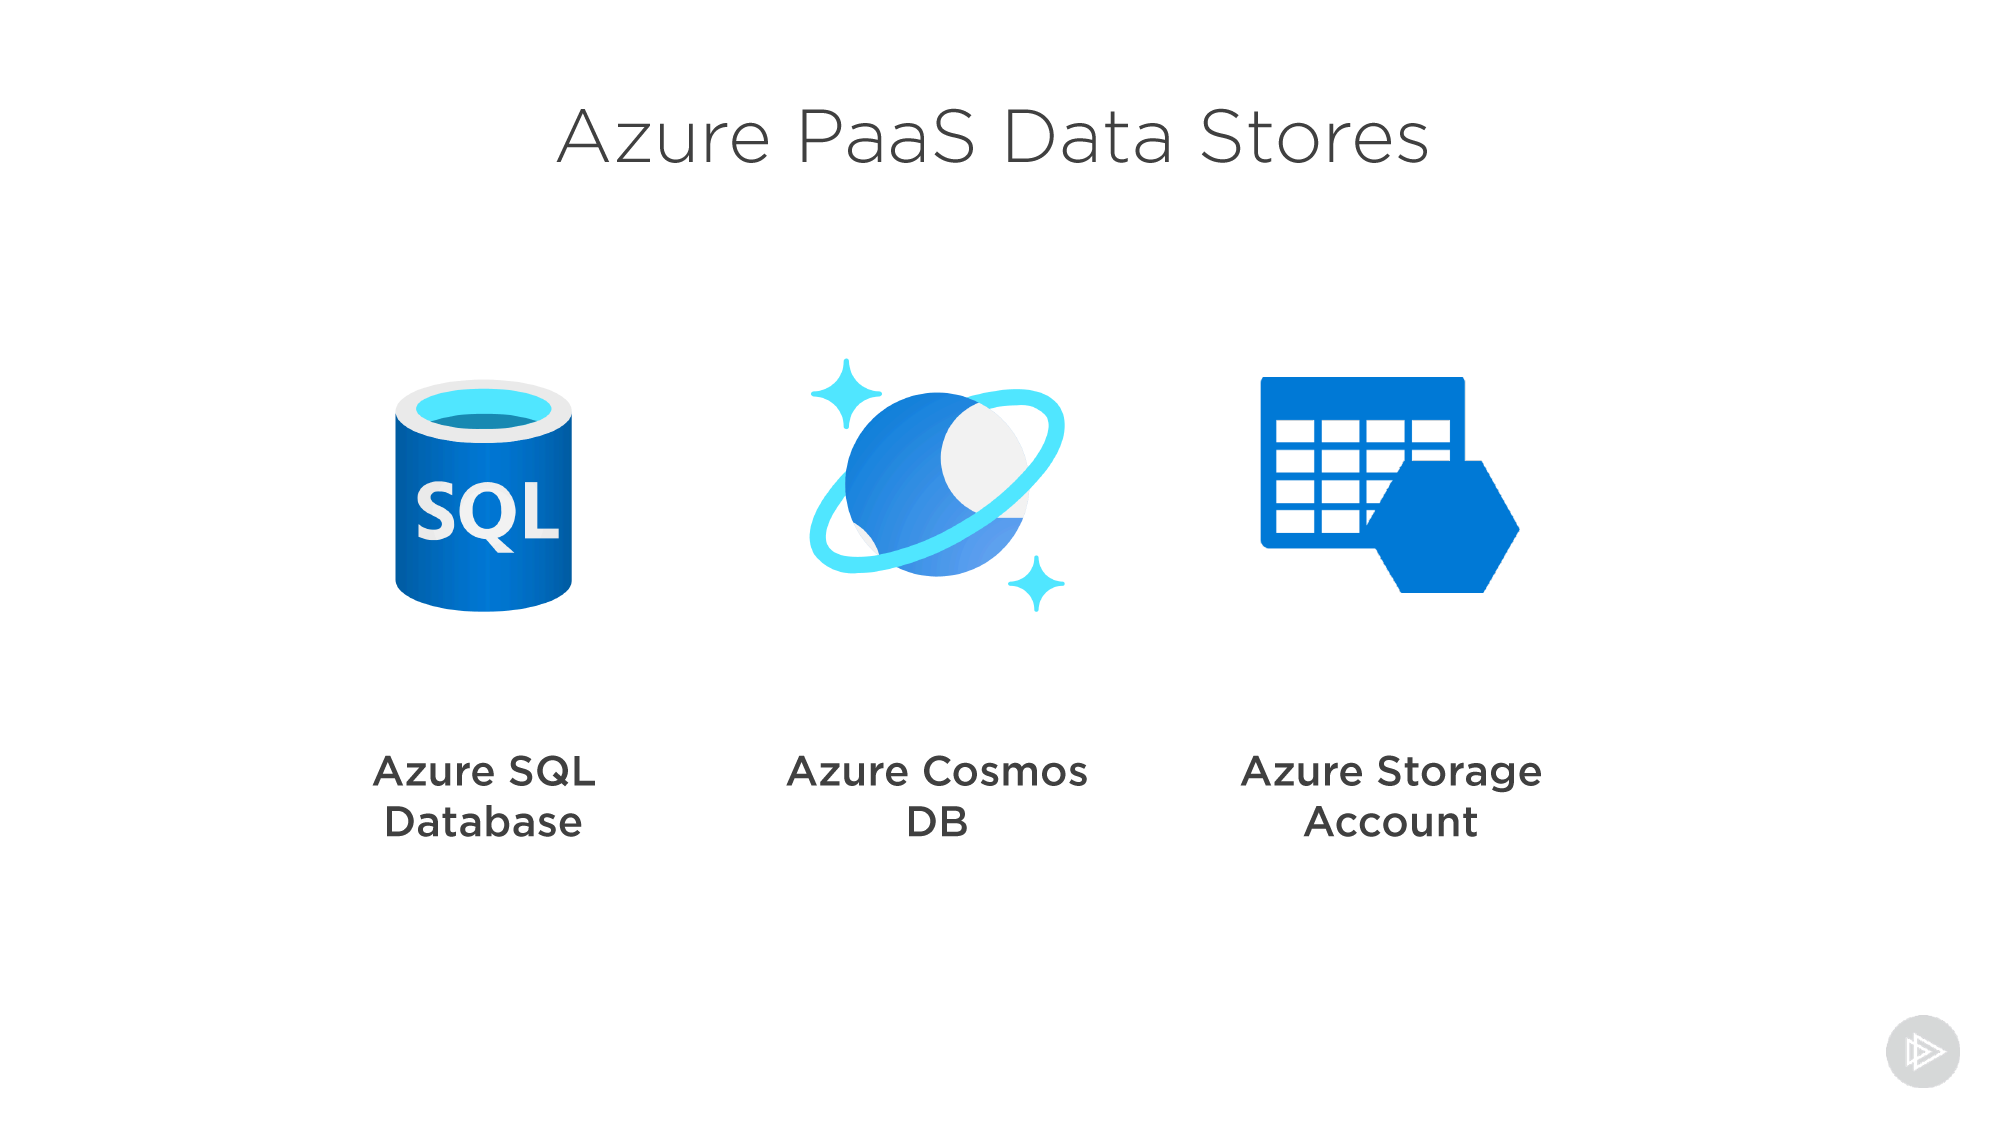 Azure PaaS Data Stores
SQL
Azure SQL
Database
Azure Cosmos
DB
Azure Storage
Account